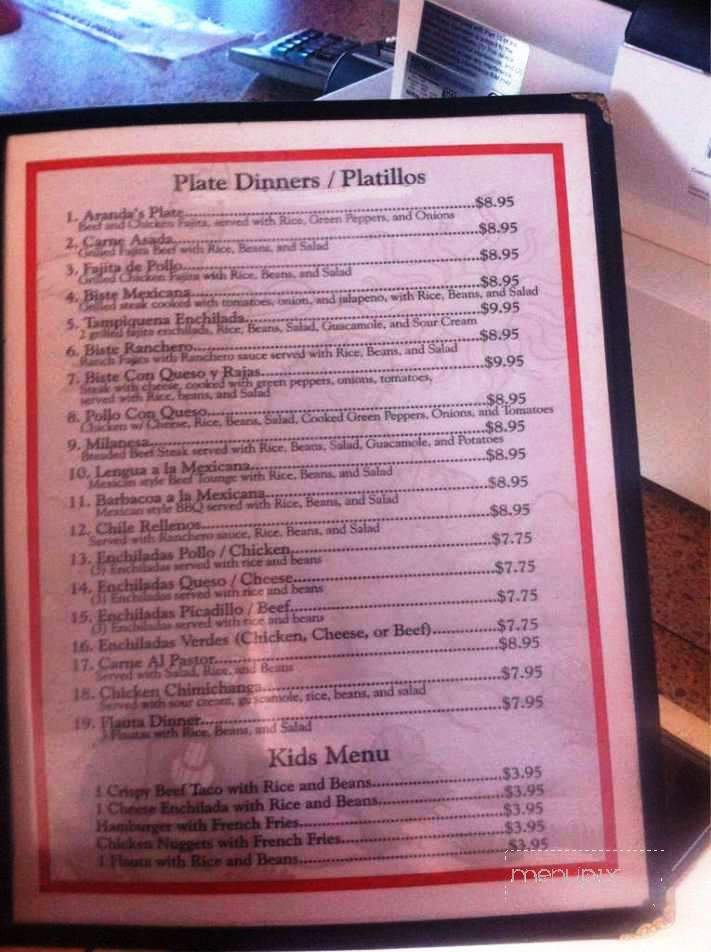 Plate Dinners / Platillos
1. Aranda's Plate.....$8.95
Beef and Chicken Fajita, served with Rice, Green Peppers, and Onions
2. Carne Asada.....$8.95
Grilled Fajita Beef with Rice, Beans, and Salad
3. Fajita de Pollo.....$8.95
Grilled Chicken Fajita with Rice, Beans, and Salad
4. Biste Mexicana.....$8.95
Grilled steak cooked with tomatoes, onion, and jalapeno, with Rice, Beans, and Salad
5. Tampiquena Enchilada.....$9.95
2 grilled fajita enchilada, Rice, Beans, Salad, Guacamole, and Sour Cream
6. Biste Ranchero.....$8.95
Ranch Fajita with Ranchero sauce served with Rice, Beans, and Salad
7. Biste Con Queso y Rajas.....$9.95
Steak with cheese, cooked with green peppers, onions, tomatoes,
served with Rice, beans, and Salad
8. Pollo Con Queso.....$8.95
Chicken w/ Cheese, Rice, Beans, Salad, Cooked Green Peppers, Onions, and Tomatoes
9. Milanesa.....$8.95
Breaded Beef Steak served with Rice, Beans, Salad, Guacamole, and Potatoes
10. Lengua a la Mexicana.....$8.95
Mexican style Beef Tounge with Rice, Beans, and Salad
11. Barbacoa a la Mexicana.....$8.95
Mexican style BBQ served with Rice, Beans, and Salad
12. Chile Rellenos.....$8.95
Served with Ranchero sauce, Rice, Beans, and Salad
13. Enchiladas Pollo / Chicken.....$7.75
(3) Enchiladas served with rice and beans
14. Enchiladas Queso / Cheese.....$7.75
(3) Enchiladas served with rice and beans
15. Enchiladas Picadillo / Beef.....$7.75
(3) Enchiladas served with rice and beans
16. Enchiladas Verdes (Chicken, Cheese, or Beef).....$7.75
17. Carne Al Pastor.....$8.95
Served with Salad, Rice, and Beans
18. Chicken Chimichanga.....$7.95
Served with sour cream, guacamole, rice, beans, and salad
19. Flauta Dinner.....$7.95
3 Flautas with Rice, Beans, and Salad
Kids Menu
1 Crispy Beef Taco with Rice and Beans.....$3.95
1 Cheese Enchilada with Rice and Beans.....$3.95
Hamburger with French Fries.....$3.95
Chicken Nuggets with French Fries.....$3.95
1 Flauta with Rice and Beans.....$3.95
menupix